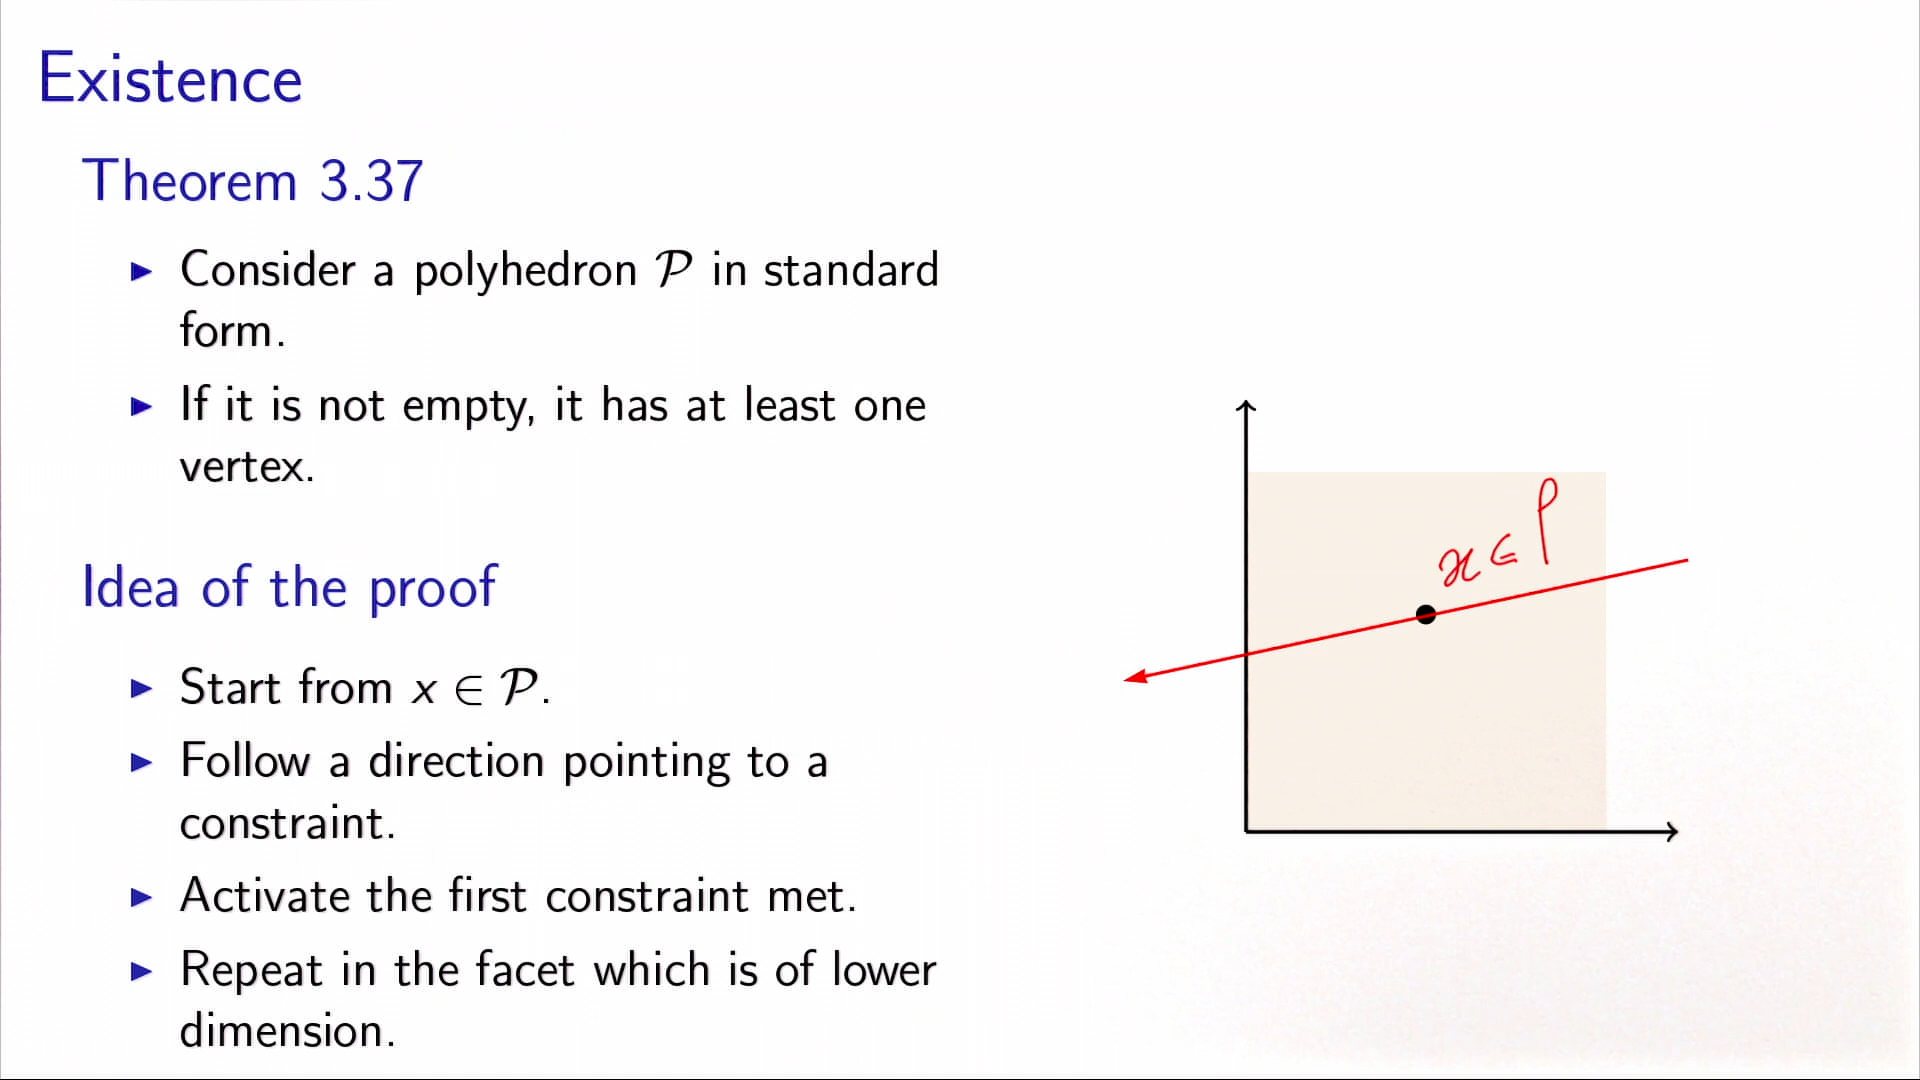 Existence
Theorem 3.37
▶ Consider a polyhedron 𝒫 in standard
form.
▶ If it is not empty, it has at least one
vertex.
Idea of the proof
▶ Start from x ∈ 𝒫.
▶ Follow a direction pointing to a
constraint.
▶ Activate the first constraint met.
▶ Repeat in the facet which is of lower
dimension.
x ∈ P